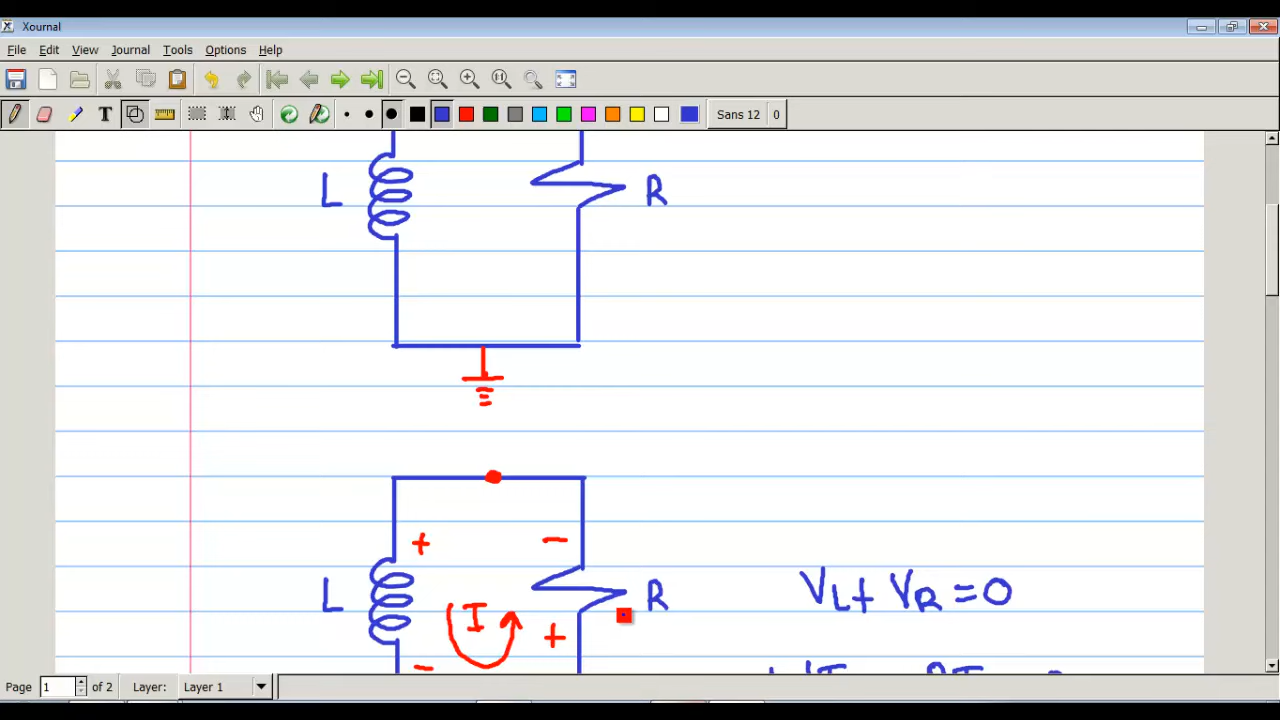 Xournal
File Edit View Journal Tools Options Help
Sans 12 0
L R
+ -
L R
I
- +
VL + VR = 0
Page 1 of 2 Layer: Layer 1